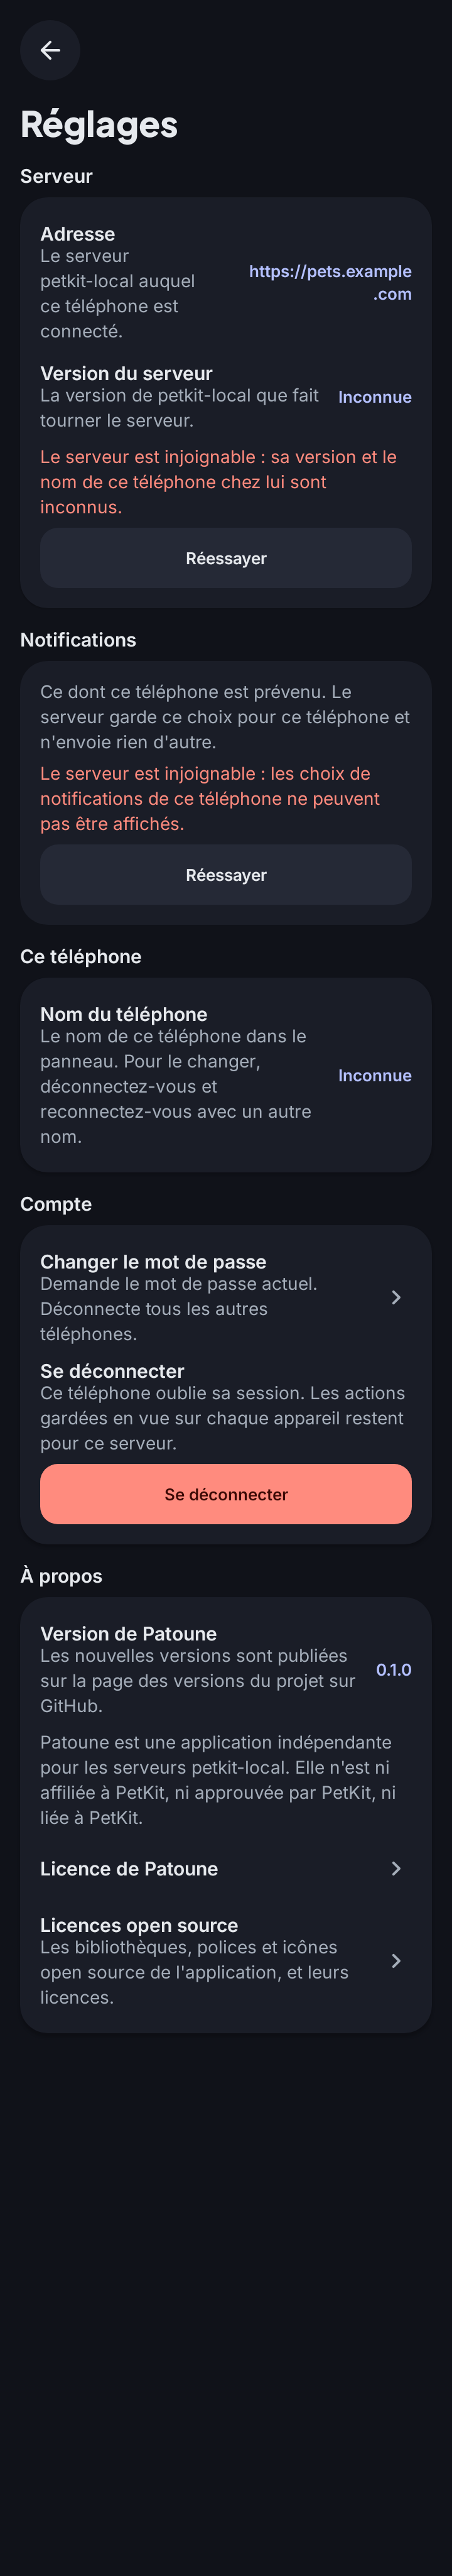 Réglages
Serveur
Adresse
Le serveur
petkit-local auquel
ce téléphone est
connecté.
https://pets.example
.com
Version du serveur
La version de petkit-local que fait
tourner le serveur.
Inconnue
Le serveur est injoignable : sa version et le
nom de ce téléphone chez lui sont
inconnus.
Réessayer
Notifications
Ce dont ce téléphone est prévenu. Le
serveur garde ce choix pour ce téléphone et
n'envoie rien d'autre.
Le serveur est injoignable : les choix de
notifications de ce téléphone ne peuvent
pas être affichés.
Réessayer
Ce téléphone
Nom du téléphone
Le nom de ce téléphone dans le
panneau. Pour le changer,
déconnectez-vous et
reconnectez-vous avec un autre
nom.
Inconnue
Compte
Changer le mot de passe
Demande le mot de passe actuel.
Déconnecte tous les autres
téléphones.
Se déconnecter
Ce téléphone oublie sa session. Les actions
gardées en vue sur chaque appareil restent
pour ce serveur.
Se déconnecter
À propos
Version de Patoune
Les nouvelles versions sont publiées
sur la page des versions du projet sur
GitHub.
0.1.0
Patoune est une application indépendante
pour les serveurs petkit-local. Elle n'est ni
affiliée à PetKit, ni approuvée par PetKit, ni
liée à PetKit.
Licence de Patoune
Licences open source
Les bibliothèques, polices et icônes
open source de l'application, et leurs
licences.